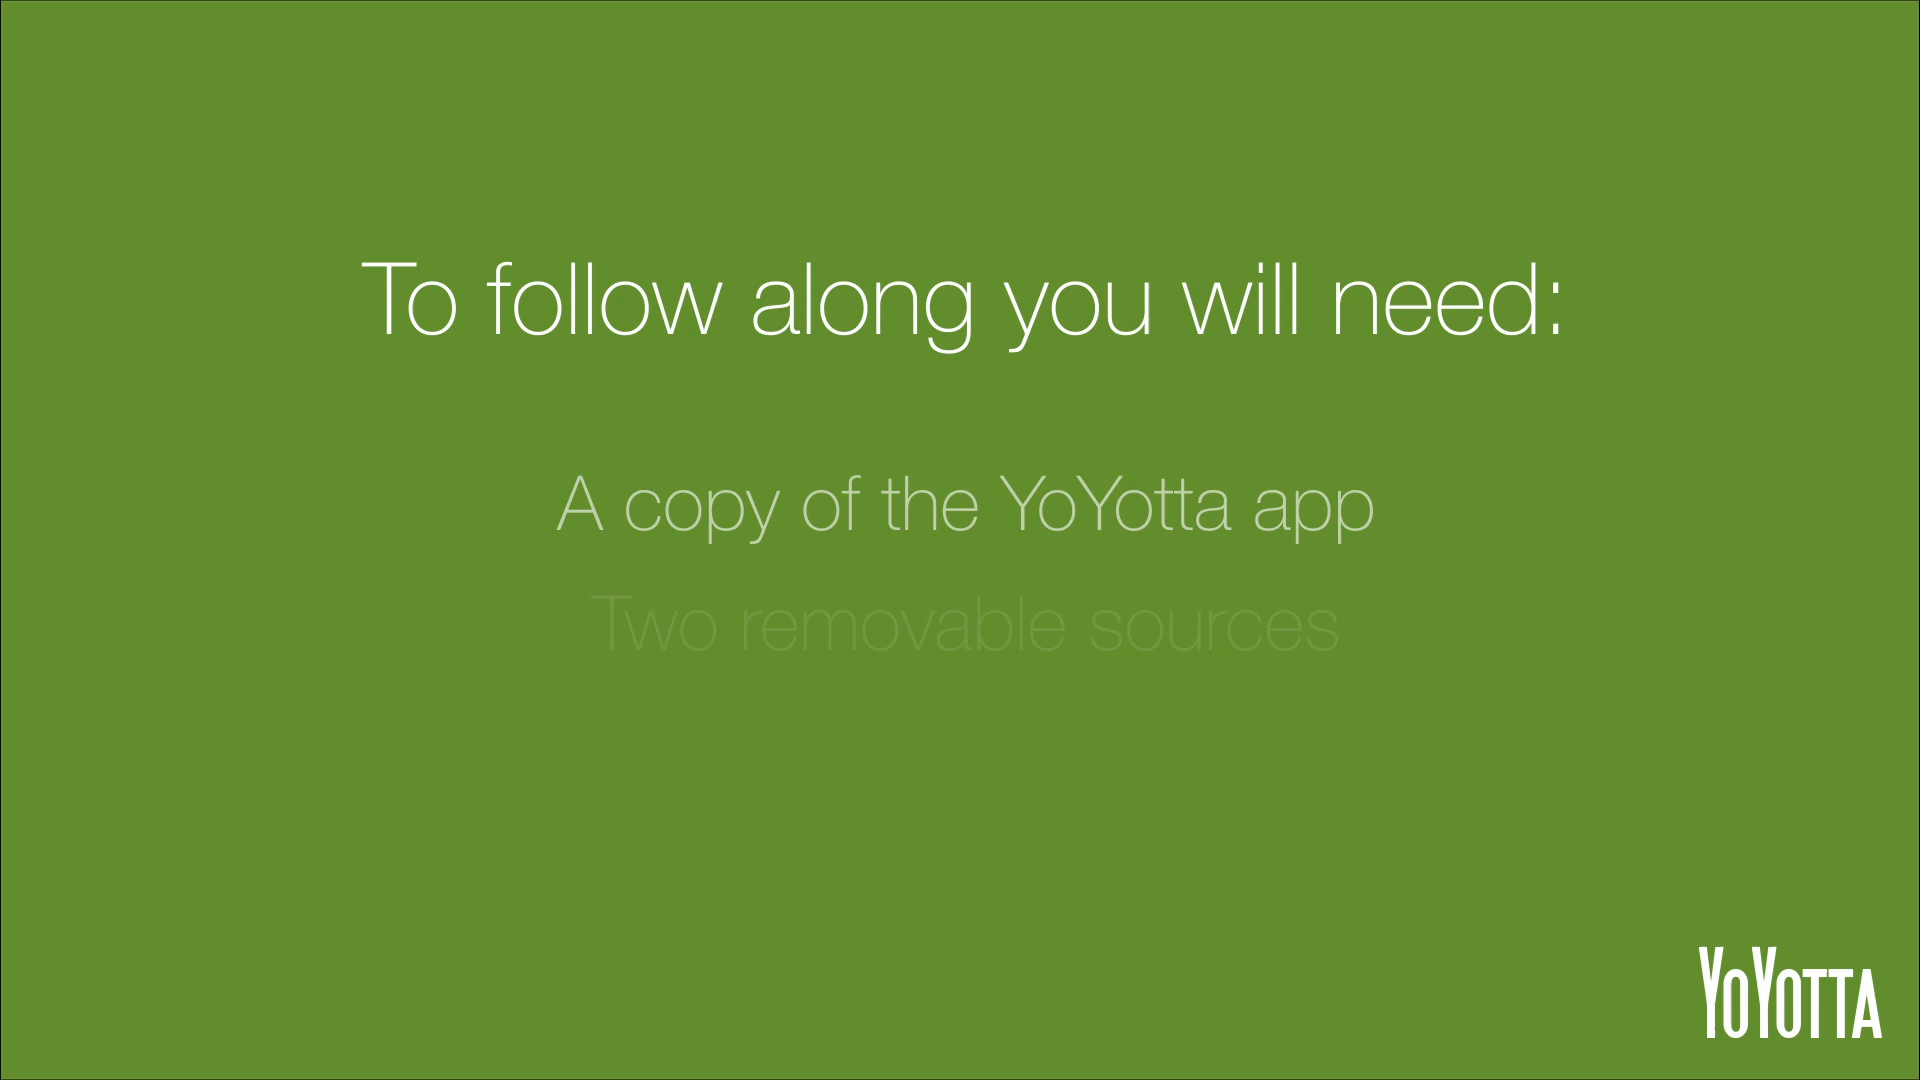 To follow along you will need:
A copy of the YoYotta app
Two removable sources
YOYOTTA